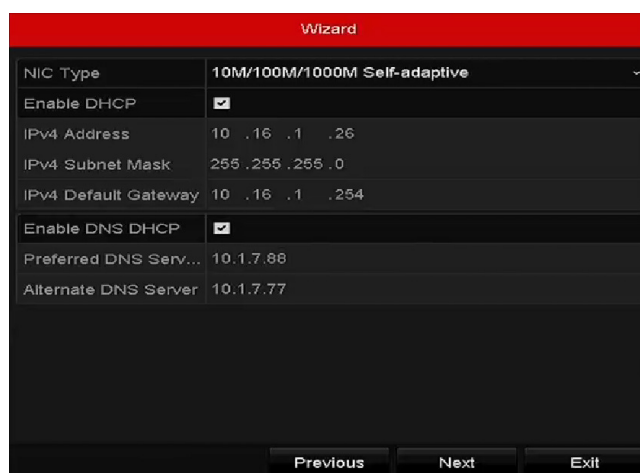 Wizard
NIC Type 10M/100M/1000M Self-adaptive
Enable DHCP
IPv4 Address 10 .16 .1 .26
IPv4 Subnet Mask 255.255.255.0
IPv4 Default Gateway 10 .16 .1 .254
Enable DNS DHCP
Preferred DNS Serv... 10.1.7.88
Alternate DNS Server 10.1.7.77
Previous Next Exit